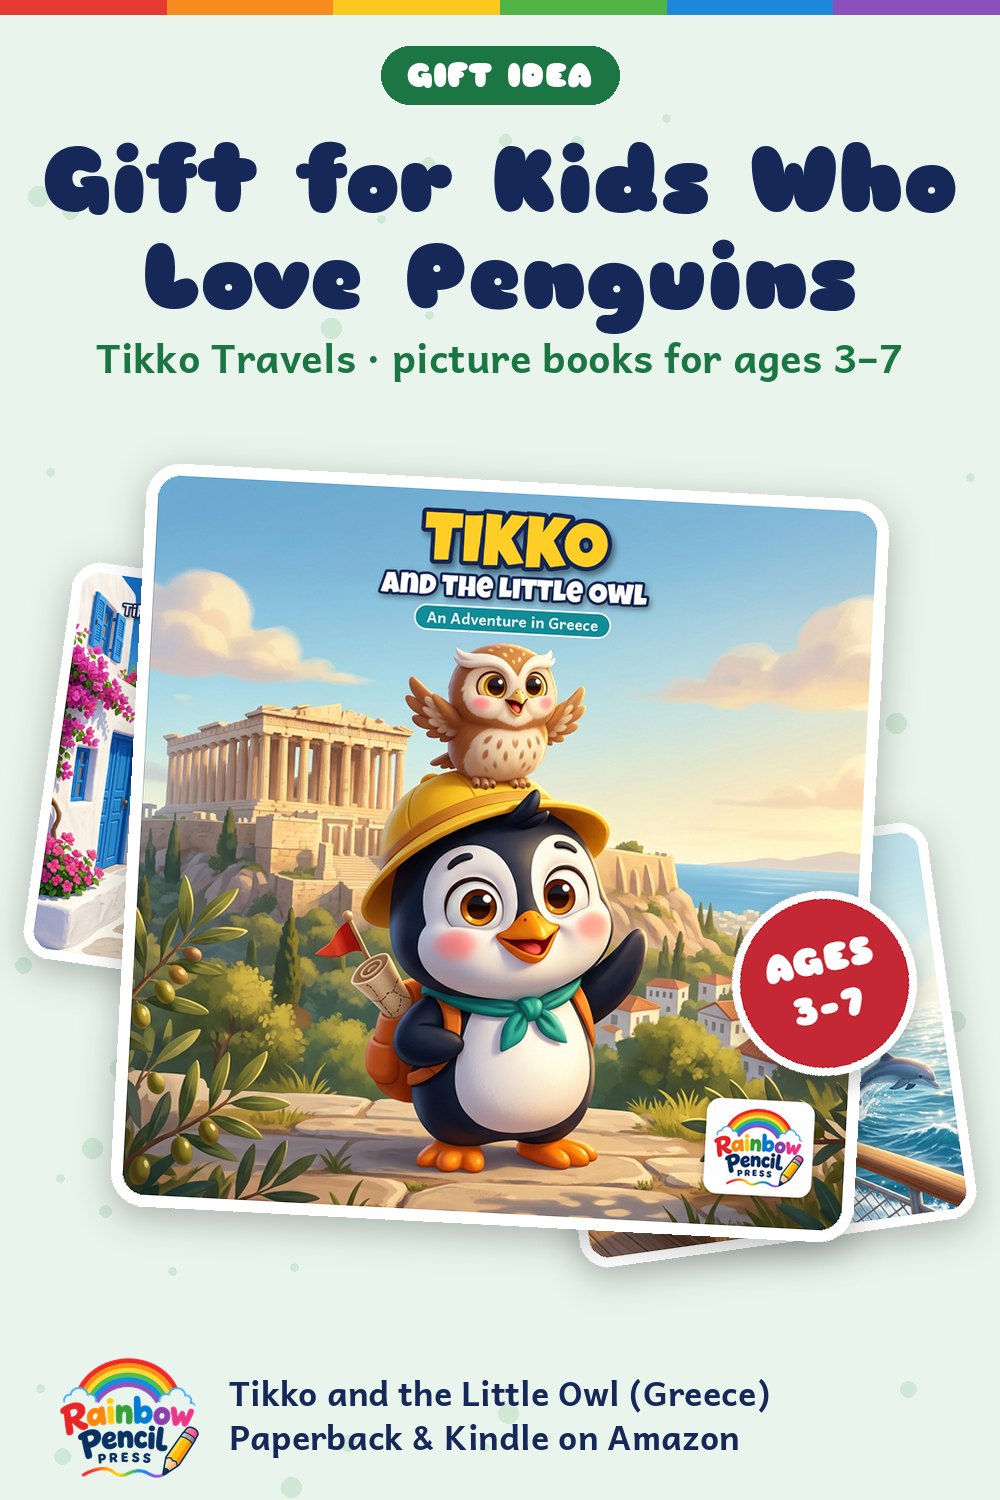 GIFT IDEA
Gift for Kids Who
Love Penguins
Tikko Travels · picture books for ages 3–7
TIKKO
AND THE LITTLE OWL
An Adventure in Greece
AGES
3-7
Rainbow
Pencil
PRESS
Rainbow
Pencil
PRESS
Tikko and the Little Owl (Greece)
Paperback & Kindle on Amazon